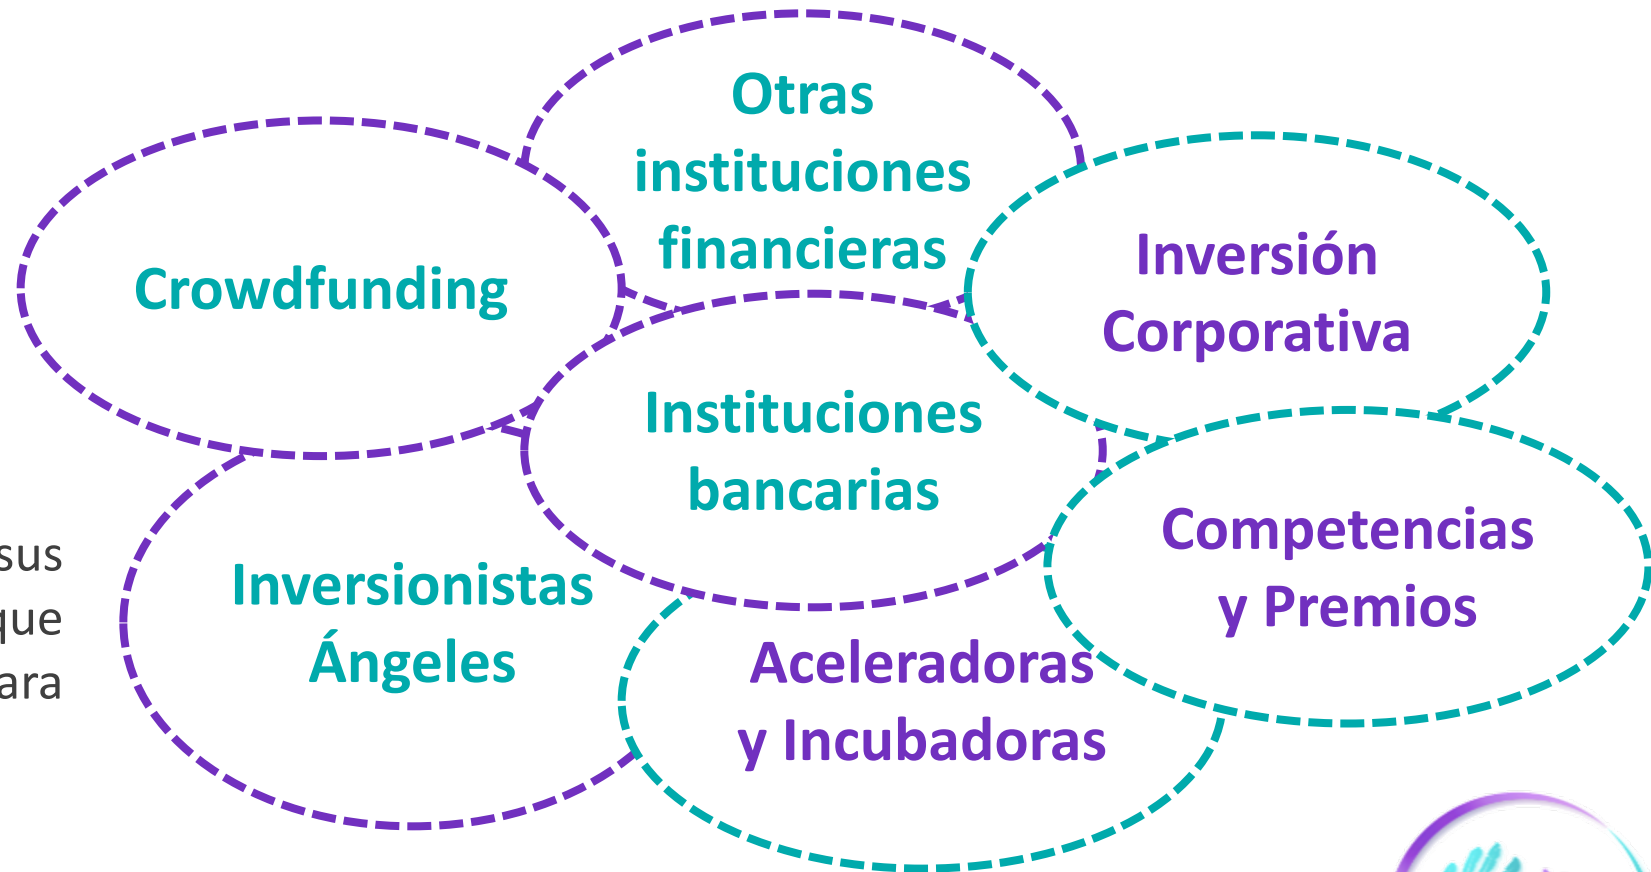 Otras
instituciones
financieras
Crowdfunding
Inversión
Corporativa
Instituciones
bancarias
Competencias
y Premios
Inversionistas
Ángeles
Aceleradoras
y Incubadoras
sus
que
ara